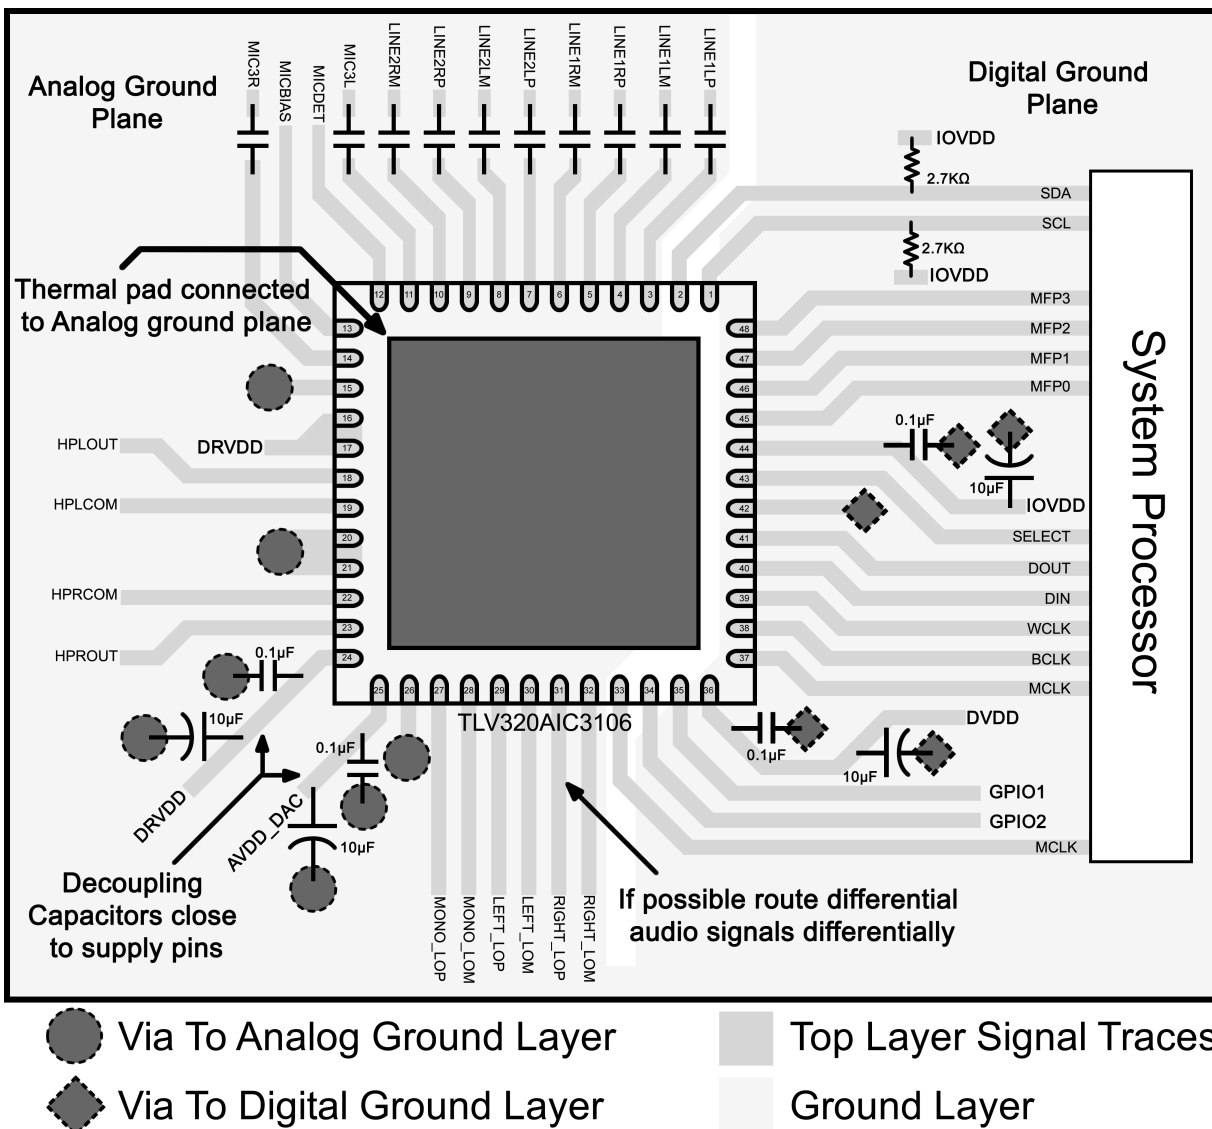 MIC3R
MICBIAS
MICDET
MIC3L
LINE2RM
LINE2RP
LINE2LM
LINE2LP
LINE1RM
LINE1RP
LINE1LM
LINE1LP
Analog Ground
Plane
Digital Ground
Plane
IOVDD
2.7KΩ
SDA
SCL
2.7KΩ
IOVDD
Thermal pad connected
to Analog ground plane
12
11
10
9
8
7
6
5
4
3
2
1
13
14
15
16
17
18
19
20
21
22
23
24
48
47
46
45
44
43
42
41
40
39
38
37
25
26
27
28
29
30
31
32
33
34
35
36
MFP3
MFP2
MFP1
MFP0
0.1µF
10µF
IOVDD
SELECT
DOUT
DIN
WCLK
BCLK
MCLK
DVDD
0.1µF
10µF
GPIO1
GPIO2
MCLK
System Processor
HPLOUT
DRVDD
HPLCOM
HPRCOM
HPROUT
0.1µF
10µF
DRVDD
0.1µF
AVDD_DAC
10µF
TLV320AIC3106
Decoupling
Capacitors close
to supply pins
MONO_LOP
MONO_LOM
LEFT_LOP
LEFT_LOM
RIGHT_LOP
RIGHT_LOM
If possible route differential
audio signals differentially
Via To Analog Ground Layer
Top Layer Signal Traces
Via To Digital Ground Layer
Ground Layer